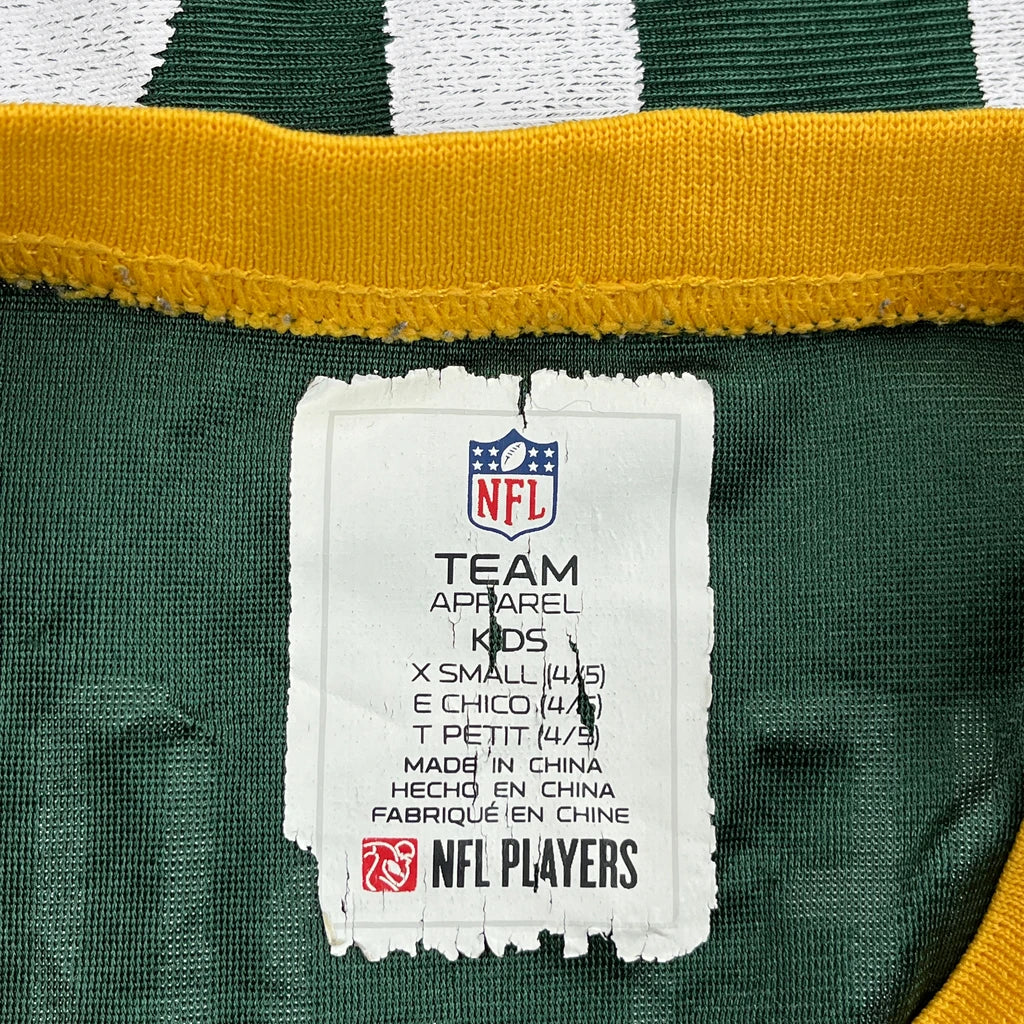 NFL
TEAM
APPAREL
KIDS
X SMALL (4/5)
E CHICO (4/5)
T PETIT (4/5)
MADE IN CHINA
HECHO EN CHINA
FABRIQUÉ EN CHINE
NFL PLAYERS